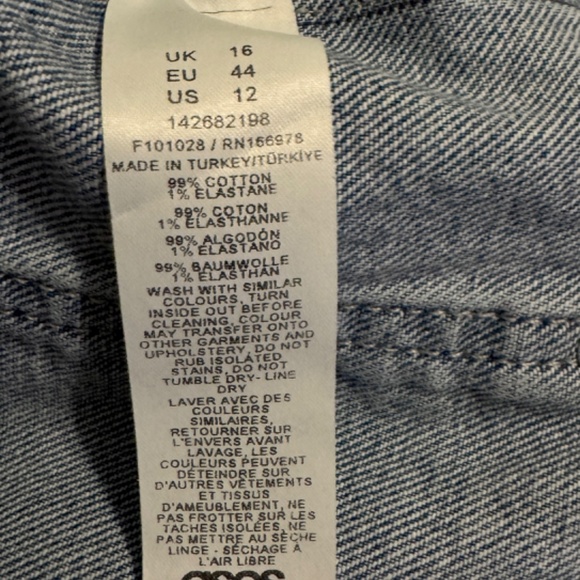 UK 16
EU 44
US 12
142682198
F101028 / RN166978
MADE IN TURKEY/TÜRKİYE
99% COTTON
1% ELASTANE
99% COTON
1% ELASTHANNE
99% ALGODÓN
1% ELASTANO
99% BAUMWOLLE
1% ELASTHAN
WASH WITH SIMILAR
COLOURS, TURN
INSIDE OUT BEFORE
CLEANING, COLOUR
MAY TRANSFER ONTO
OTHER GARMENTS AND
UPHOLSTERY, DO NOT
RUB ISOLATED
STAINS, DO NOT
TUMBLE DRY- LINE
DRY
LAVER AVEC DES
COULEURS
SIMILAIRES,
RETOURNER SUR
L'ENVERS AVANT
LAVAGE, LES
COULEURS PEUVENT
DÉTEINDRE SUR
D'AUTRES VÊTEMENTS
ET TISSUS
D'AMEUBLEMENT, NE
PAS FROTTER SUR LES
TACHES ISOLÉES, NE
PAS METTRE AU SÈCHE
LINGE - SÉCHAGE À
L'AIR LIBRE
asos